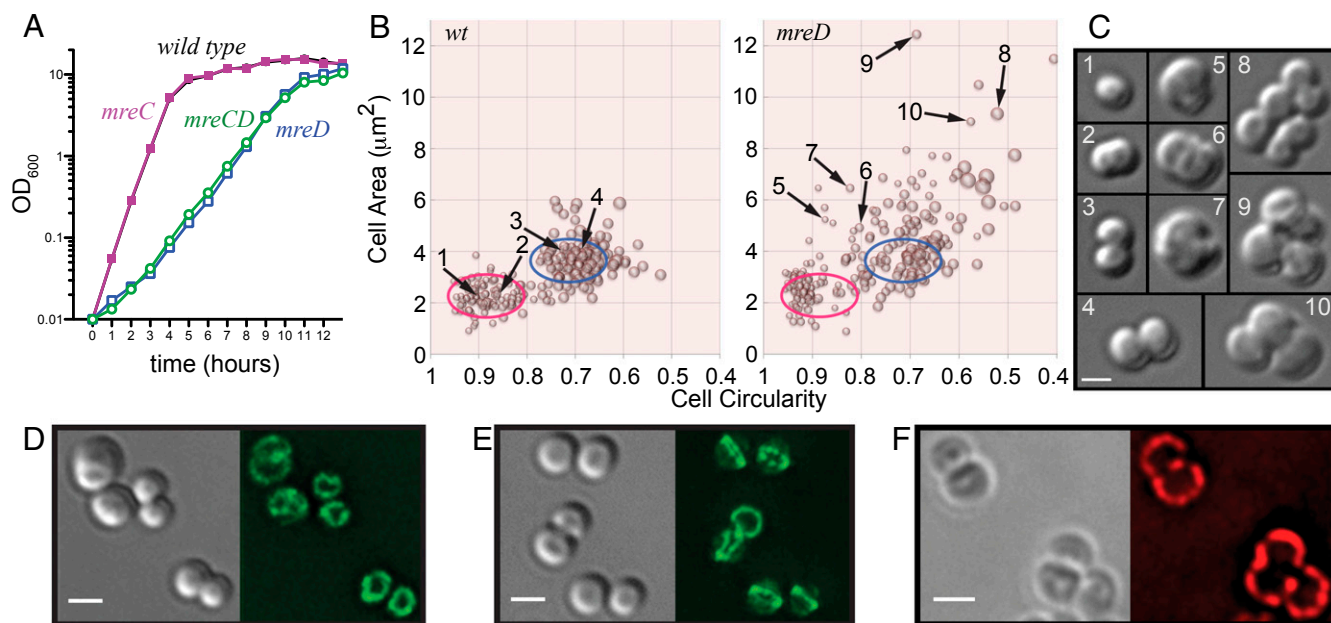 A
wild type
mreC
mreCD
mreD
OD600
10
1
0.1
0.01
0 1 2 3 4 5 6 7 8 9 10 11 12
time (hours)
B
wt
mreD
Cell Area (μm²)
12
10
8
6
4
2
0
1 0.9 0.8 0.7 0.6 0.5
1 0.9 0.8 0.7 0.6 0.5 0.4
Cell Circularity
1
2
3
4
5
6
7
8
9
10
C
1
5
8
2
6
3
7
9
4
10
D
E
F